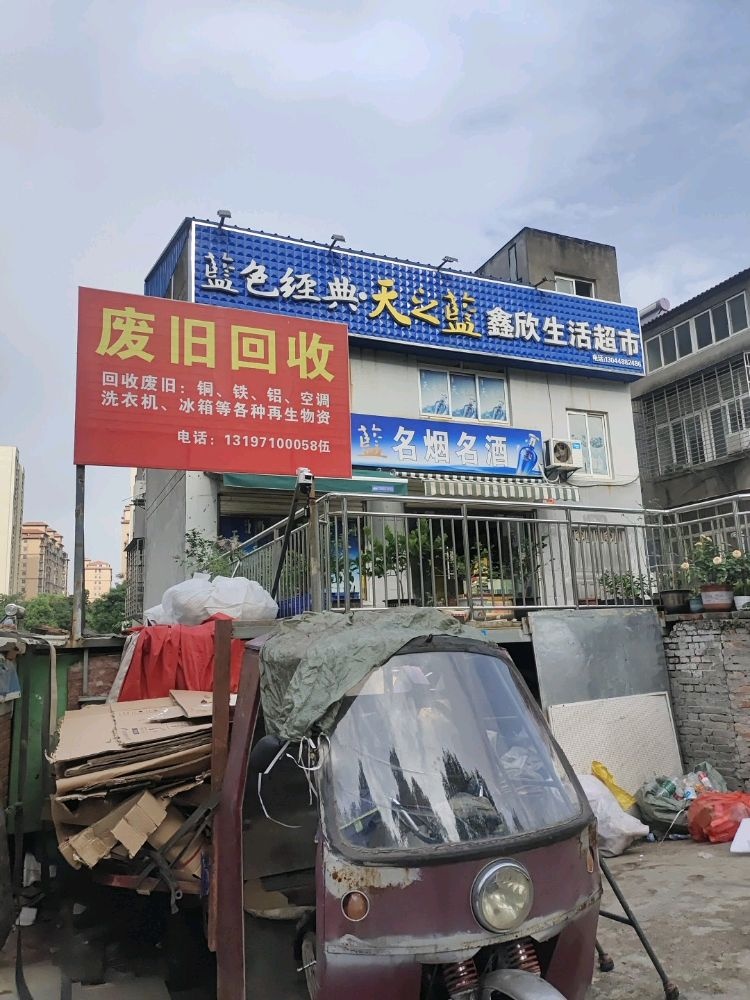 藍色经典·天之藍 鑫欣生活超市
电话:13044882486
废旧回收
回收废旧：铜、铁、铝、空调
洗衣机、冰箱等各种再生物资
电话：13197100058伍
藍 名烟名酒